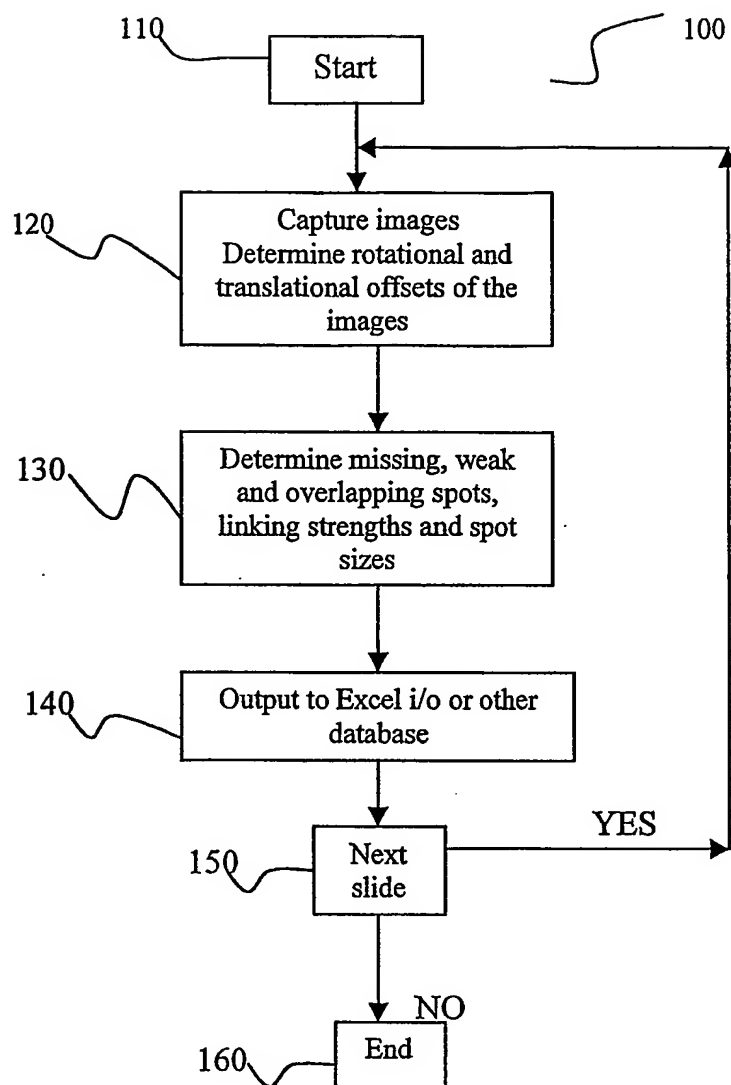 110
Start
100
120
Capture images
Determine rotational and
translational offsets of the
images
130
Determine missing, weak
and overlapping spots,
linking strengths and spot
sizes
140
Output to Excel i/o or other
database
YES
150
Next
slide
NO
160
End